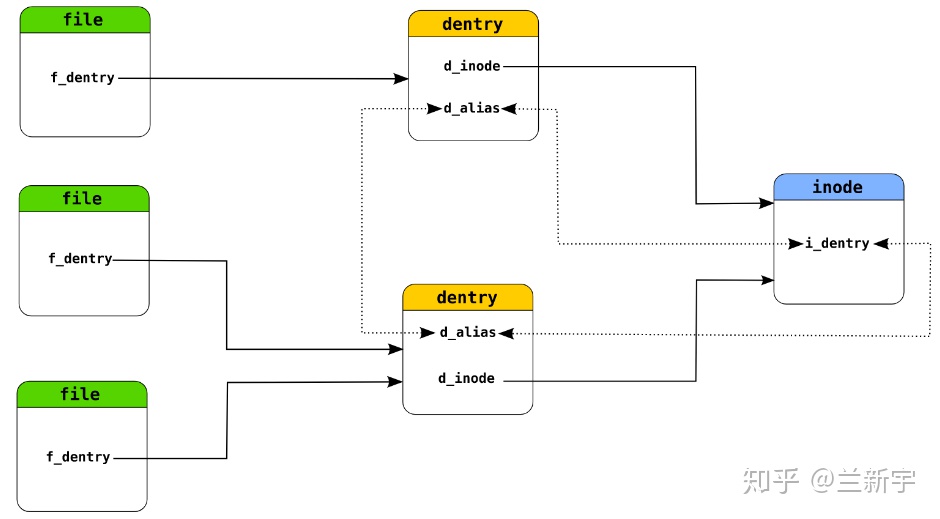 file
f_dentry
dentry
d_inode
d_alias
file
f_dentry
inode
i_dentry
dentry
d_alias
d_inode
file
f_dentry
知乎 @兰新宇